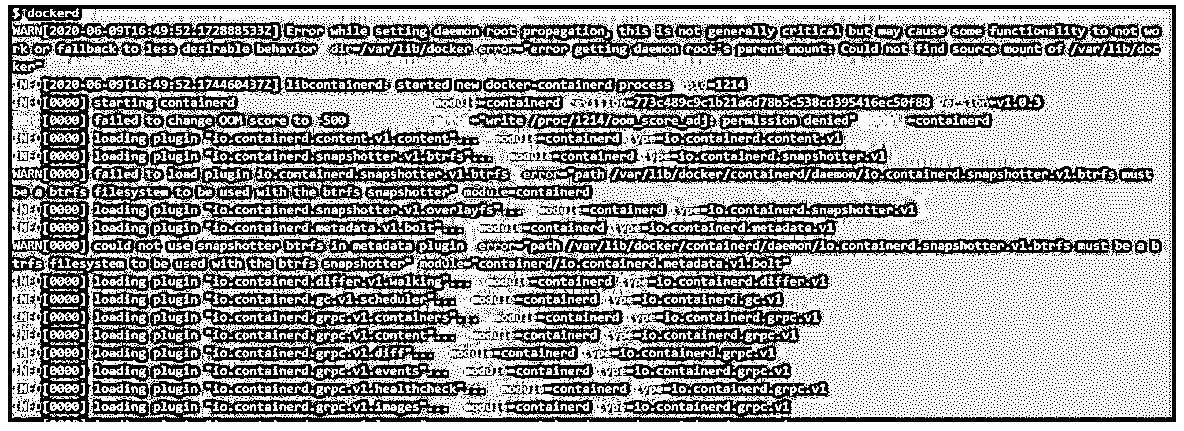 $ dockerd
WARN[2020-06-09T16:49:52.172888533Z] Error while setting daemon root propagation, this is not generally critical but may cause some functionality to not wo
rk or fallback to less desirable behavior dir=/var/lib/docker error="error getting daemon root's parent mount: Could not find source mount of /var/lib/doc
ker"
INFO[2020-06-09T16:49:52.174460437Z] libcontainerd: started new docker-containerd process pid=1214
INFO[0000] starting containerd module=containerd revision=773c489c9c1b21a6d78b5c538cd395416ec50f88 version=v1.0.3
INFO[0000] failed to change OOM score to -500 error="write /proc/1214/oom_score_adj: permission denied" module=containerd
INFO[0000] loading plugin "io.containerd.content.v1.content"... module=containerd type=io.containerd.content.v1
INFO[0000] loading plugin "io.containerd.snapshotter.v1.btrfs"... module=containerd type=io.containerd.snapshotter.v1
WARN[0000] failed to load plugin io.containerd.snapshotter.v1.btrfs error="path /var/lib/docker/containerd/daemon/io.containerd.snapshotter.v1.btrfs must
be a btrfs filesystem to be used with the btrfs snapshotter" module=containerd
INFO[0000] loading plugin "io.containerd.snapshotter.v1.overlayfs"... module=containerd type=io.containerd.snapshotter.v1
INFO[0000] loading plugin "io.containerd.metadata.v1.bolt"... module=containerd type=io.containerd.metadata.v1
WARN[0000] could not use snapshotter btrfs in metadata plugin error="path /var/lib/docker/containerd/daemon/io.containerd.snapshotter.v1.btrfs must be a b
trfs filesystem to be used with the btrfs snapshotter" module="containerd/io.containerd.metadata.v1.bolt"
INFO[0000] loading plugin "io.containerd.differ.v1.walking"... module=containerd type=io.containerd.differ.v1
INFO[0000] loading plugin "io.containerd.gc.v1.scheduler"... module=containerd type=io.containerd.gc.v1
INFO[0000] loading plugin "io.containerd.grpc.v1.containers"... module=containerd type=io.containerd.grpc.v1
INFO[0000] loading plugin "io.containerd.grpc.v1.content"... module=containerd type=io.containerd.grpc.v1
INFO[0000] loading plugin "io.containerd.grpc.v1.diff"... module=containerd type=io.containerd.grpc.v1
INFO[0000] loading plugin "io.containerd.grpc.v1.events"... module=containerd type=io.containerd.grpc.v1
INFO[0000] loading plugin "io.containerd.grpc.v1.healthcheck"... module=containerd type=io.containerd.grpc.v1
INFO[0000] loading plugin "io.containerd.grpc.v1.images"... module=containerd type=io.containerd.grpc.v1